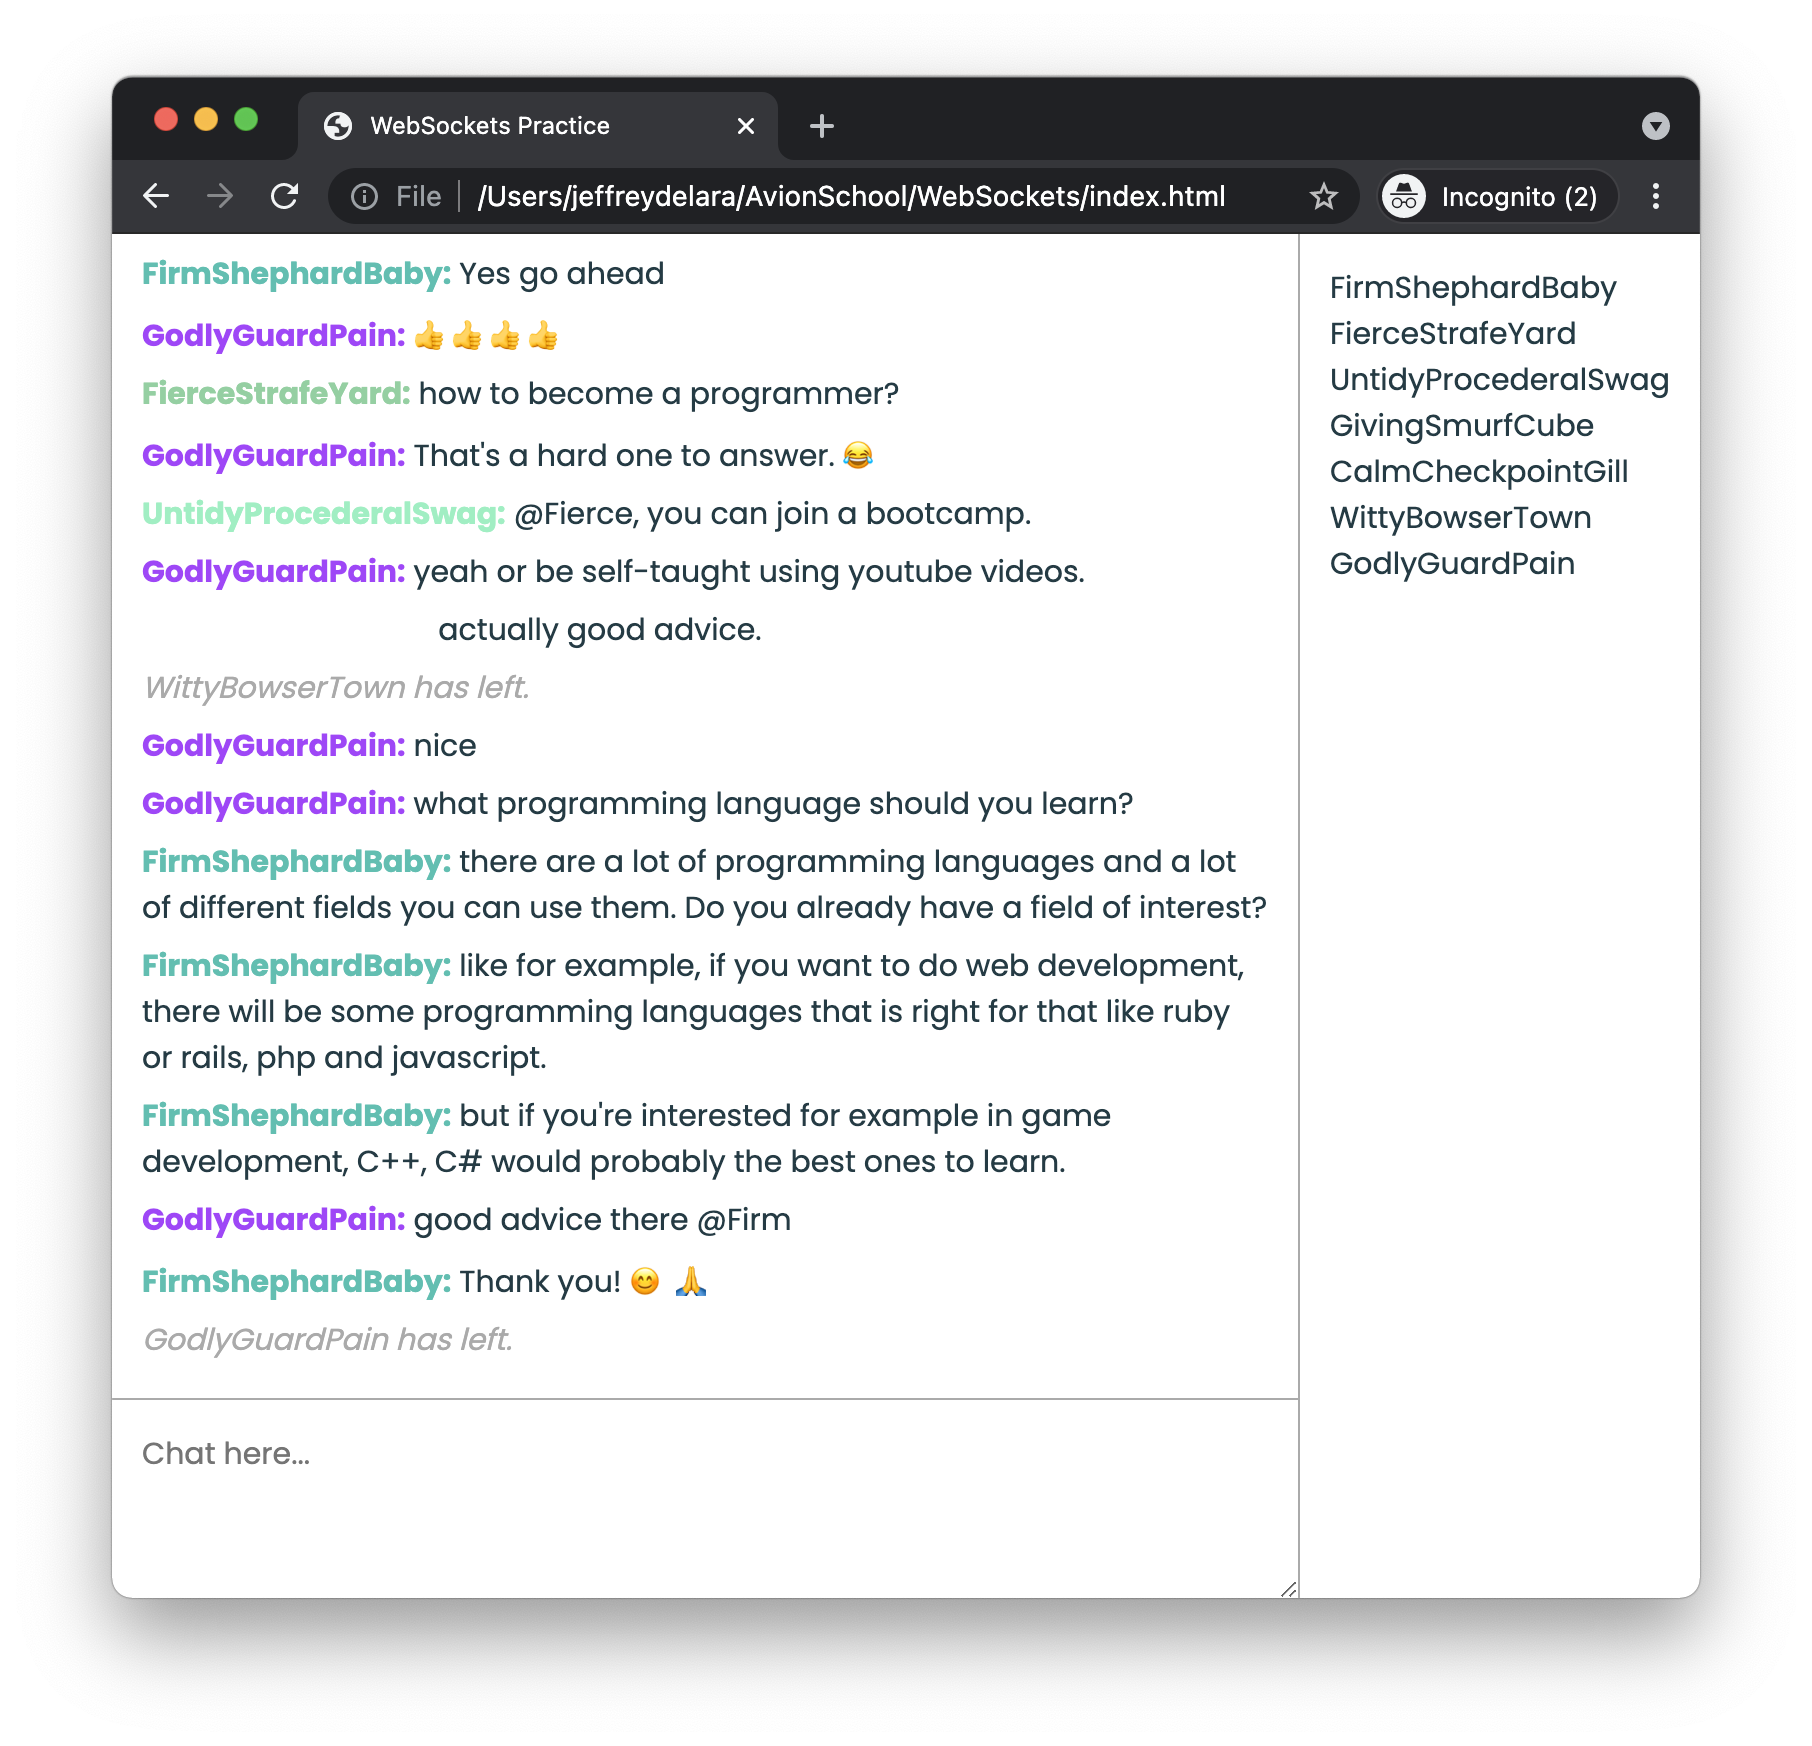 WebSockets Practice
File /Users/jeffreydelara/AvionSchool/WebSockets/index.html Incognito (2)
FirmShephardBaby: Yes go ahead
GodlyGuardPain: 👍 👍 👍 👍
FierceStrafeYard: how to become a programmer?
GodlyGuardPain: That's a hard one to answer. 😂
UntidyProcederalSwag: @Fierce, you can join a bootcamp.
GodlyGuardPain: yeah or be self-taught using youtube videos.
actually good advice.
WittyBowserTown has left.
GodlyGuardPain: nice
GodlyGuardPain: what programming language should you learn?
FirmShephardBaby: there are a lot of programming languages and a lot
of different fields you can use them. Do you already have a field of interest?
FirmShephardBaby: like for example, if you want to do web development,
there will be some programming languages that is right for that like ruby
or rails, php and javascript.
FirmShephardBaby: but if you're interested for example in game
development, C++, C# would probably the best ones to learn.
GodlyGuardPain: good advice there @Firm
FirmShephardBaby: Thank you! 😊 🙏
GodlyGuardPain has left.
Chat here...
FirmShephardBaby
FierceStrafeYard
UntidyProcederalSwag
GivingSmurfCube
CalmCheckpointGill
WittyBowserTown
GodlyGuardPain